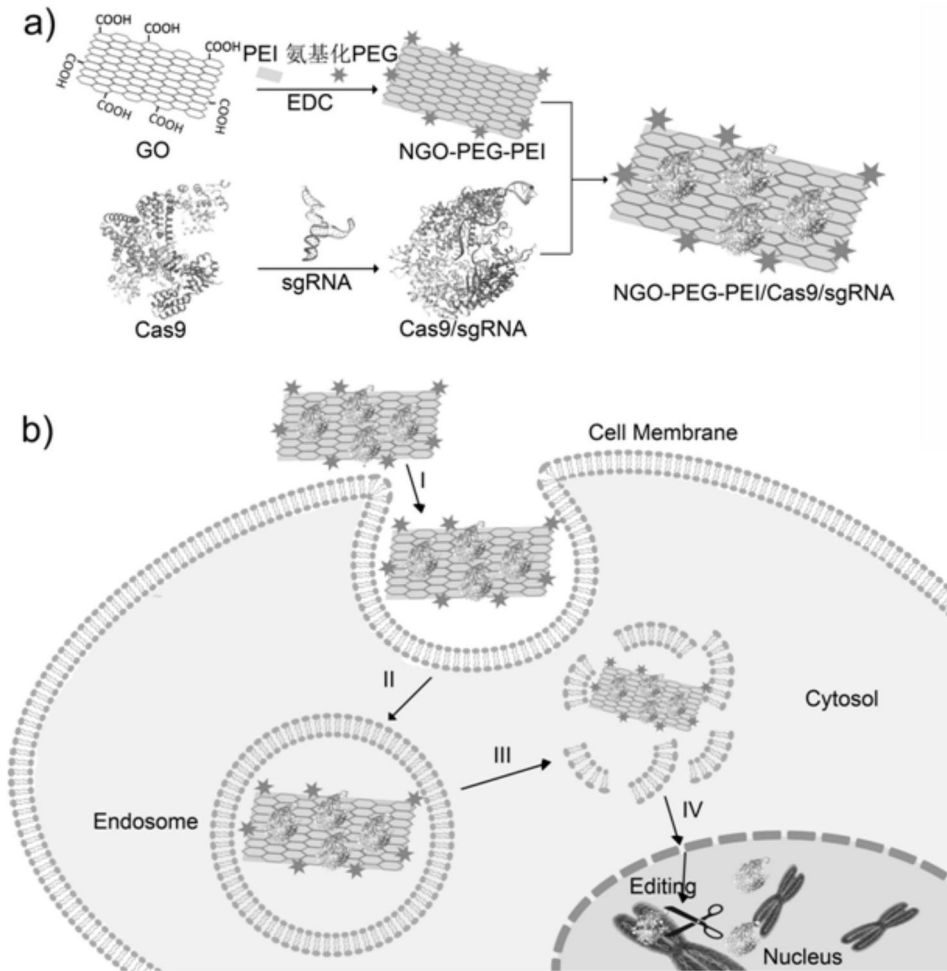 a)
COOH
COOH
COOH
COOH
COOH
COOH
COOH
GO
PEI 氨基化PEG
EDC
NGO-PEG-PEI
Cas9
sgRNA
Cas9/sgRNA
NGO-PEG-PEI/Cas9/sgRNA
b)
Cell Membrane
I
II
III
Cytosol
Endosome
IV
Editing
Nucleus